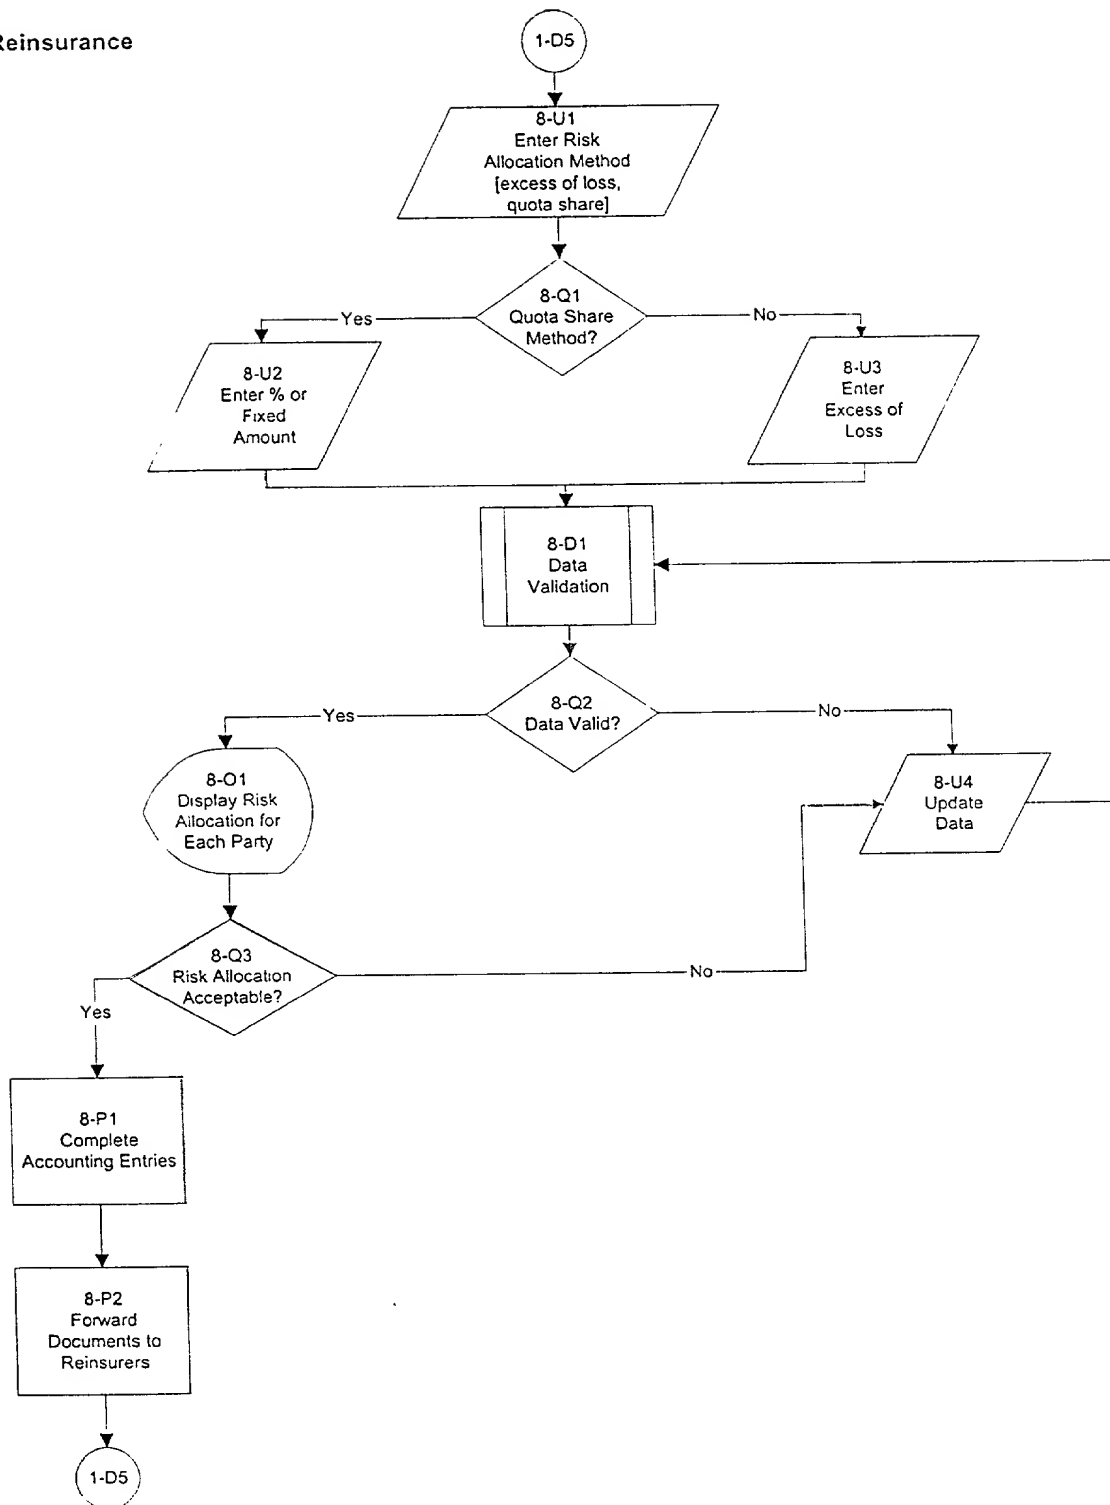 Reinsurance
1-D5
8-U1
Enter Risk
Allocation Method
[excess of loss,
quota share]
8-Q1
Quota Share
Method?
Yes
No
8-U2
Enter % or
Fixed
Amount
8-U3
Enter
Excess of
Loss
8-D1
Data
Validation
8-Q2
Data Valid?
Yes
No
8-O1
Display Risk
Allocation for
Each Party
8-U4
Update
Data
8-Q3
Risk Allocation
Acceptable?
No
Yes
8-P1
Complete
Accounting Entries
8-P2
Forward
Documents to
Reinsurers
1-D5